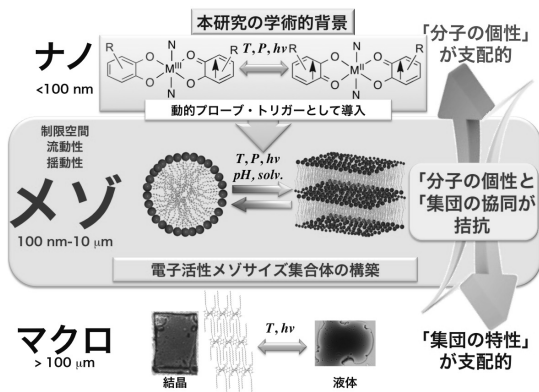 本研究の学術的背景
「分子の個性」
が支配的
ナノ
<100 nm
R
O
O
N
M^III
N
O
O
R
T, P, hν
R
O
O
N
M^II
N
O
O
R
動的プローブ・トリガーとして導入
制限空間
流動性
揺動性
メゾ
100 nm-10 μm
T, P, hν
pH, solv.
「分子の個性と
「集団の協同が
拮抗
電子活性メゾサイズ集合体の構築
マクロ
> 100 μm
T, hν
結晶
液体
「集団の特性」
が支配的